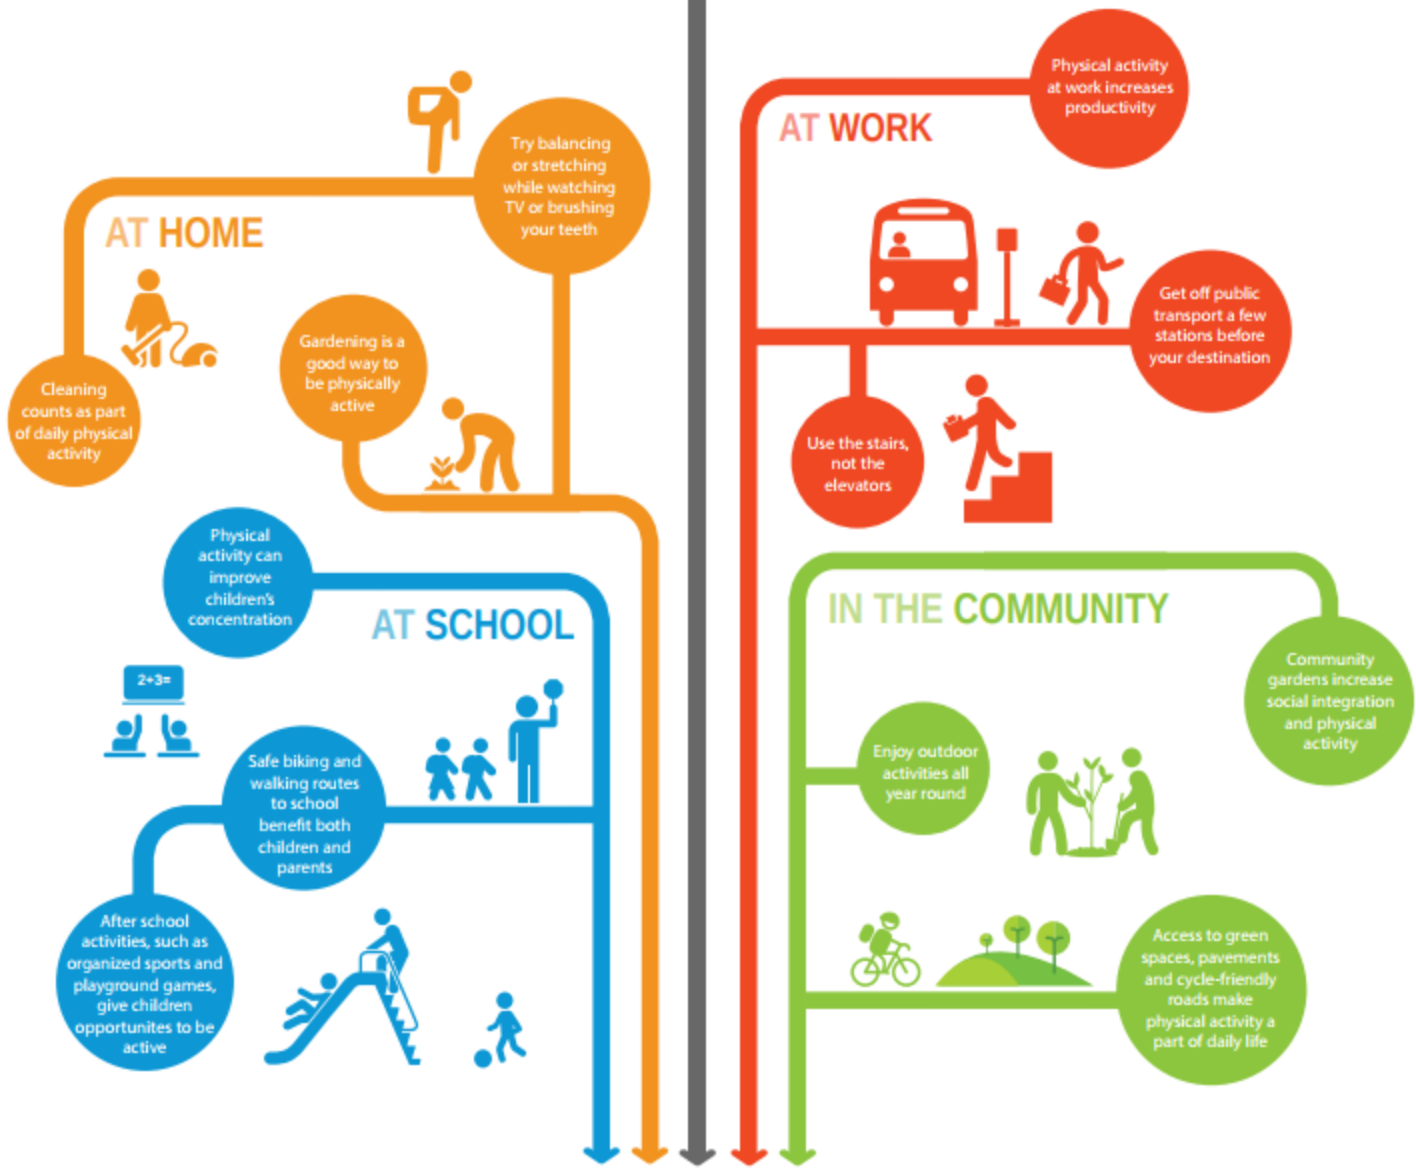 AT HOME
Try balancing
or stretching
while watching
TV or brushing
your teeth
Gardening is a
good way to
be physically
active
Cleaning
counts as part
of daily physical
activity
AT SCHOOL
Physical
activity can
improve
children's
concentration
2+3=
Safe biking and
walking routes
to school
benefit both
children and
parents
After school
activities, such as
organized sports and
playground games,
give children
opportunites to be
active
AT WORK
Physical activity
at work increases
productivity
Get off public
transport a few
stations before
your destination
Use the stairs,
not the
elevators
IN THE COMMUNITY
Community
gardens increase
social integration
and physical
activity
Enjoy outdoor
activities all
year round
Access to green
spaces, pavements
and cycle-friendly
roads make
physical activity a
part of daily life